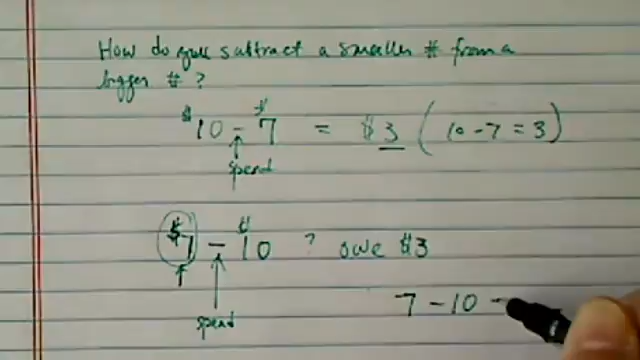 How do you subtract a smaller # from a
bigger # ?
$10 - $7 = $3 (10 - 7 = 3)
spend
$7 - $10 ? owe $3
spend
7 - 10 -